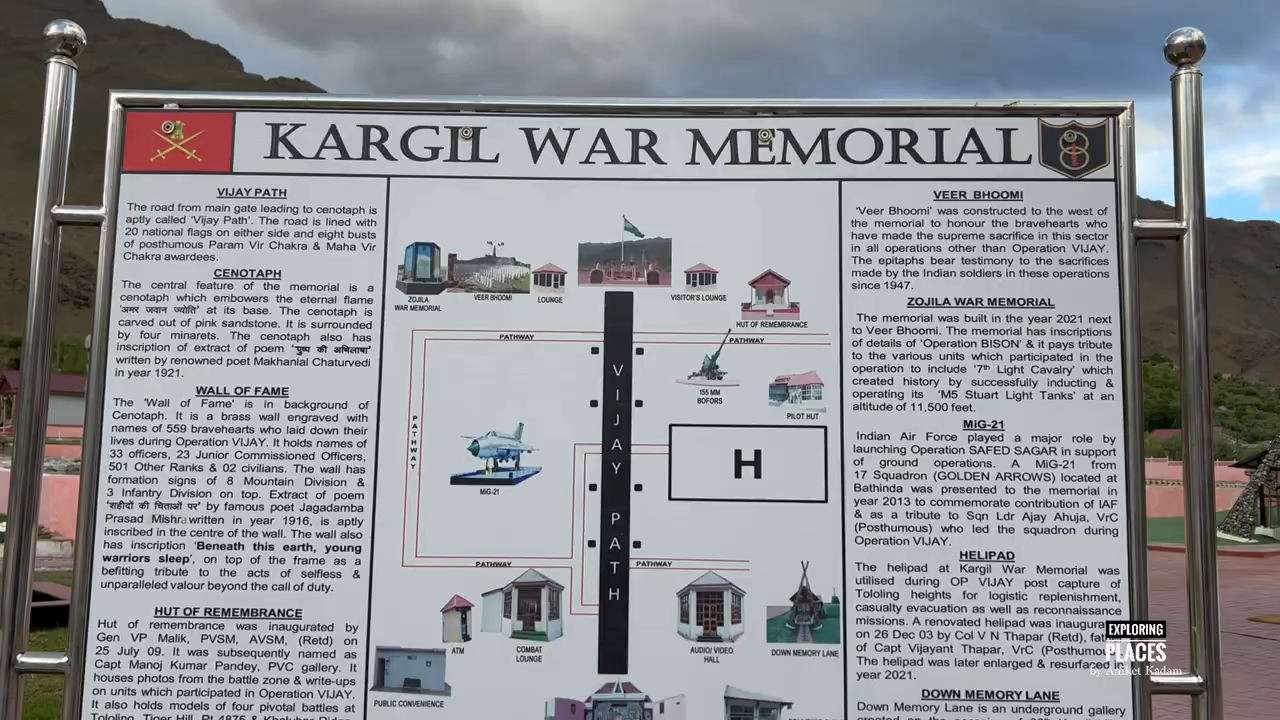 KARGIL WAR MEMORIAL
VIJAY PATH
The road from main gate leading to cenotaph is
aptly called 'Vijay Path'. The road is lined with
20 national flags on either side and eight busts
of posthumous Param Vir Chakra & Maha Vir
Chakra awardees.
CENOTAPH
The central feature of the memorial is a
cenotaph which embowers the eternal flame
'अमर जवान ज्योति' at its base. The cenotaph is
carved out of pink sandstone. It is surrounded
by four minarets. The cenotaph also has
inscription of extract of poem 'पुष्प की अभिलाषा'
written by renowned poet Makhanlal Chaturvedi
in year 1921.
WALL OF FAME
The 'Wall of Fame' is in background of
Cenotaph. It is a brass wall engraved with
names of 559 bravehearts who laid down their
lives during Operation VIJAY. It holds names of
33 officers, 23 Junior Commissioned Officers,
501 Other Ranks & 02 civilians. The wall has
formation signs of 8 Mountain Division &
3 Infantry Division on top. Extract of poem
'शहीदों की चिताओं पर' by famous poet Jagadamba
Prasad Mishra written in year 1916, is aptly
inscribed in the centre of the wall. The wall also
has inscription 'Beneath this earth, young
warriors sleep', on top of the frame as a
befitting tribute to the acts of selfless &
unparalleled valour beyond the call of duty.
HUT OF REMEMBRANCE
Hut of remembrance was inaugurated by
Gen VP Malik, PVSM, AVSM, (Retd) on
25 July 09. It was subsequently named as
Capt Manoj Kumar Pandey, PVC gallery. It
houses photos from the battle zone & write-ups
on units which participated in Operation VIJAY.
It also holds models of four pivotal battles at
Tololing, Tiger Hill, Pt 4875 & Khalubar Ridge
ZOJILA
WAR MEMORIAL
VEER BHOOMI
LOUNGE
VISITOR'S LOUNGE
HUT OF REMEMBRANCE
PATHWAY
PATHWAY
155 MM
BOFORS
PILOT HUT
PATHWAY
VIJAY PATH
H
MiG-21
PATHWAY
PATHWAY
ATM
COMBAT
LOUNGE
AUDIO/ VIDEO
HALL
DOWN MEMORY LANE
PUBLIC CONVENIENCE
VEER BHOOMI
'Veer Bhoomi' was constructed to the west of
the memorial to honour the bravehearts who
have made the supreme sacrifice in this sector
in all operations other than Operation VIJAY.
The epitaphs bear testimony to the sacrifices
made by the Indian soldiers in these operations
since 1947.
ZOJILA WAR MEMORIAL
The memorial was built in the year 2021 next
to Veer Bhoomi. The memorial has inscriptions
of details of 'Operation BISON' & it pays tribute
to the various units which participated in the
operation to include '7th Light Cavalry' which
created history by successfully inducting &
operating its 'M5 Stuart Light Tanks' at an
altitude of 11,500 feet.
MiG-21
Indian Air Force played a major role by
launching Operation SAFED SAGAR in support
of ground operations. A MiG-21 from
17 Squadron (GOLDEN ARROWS) located at
Bathinda was presented to the memorial in
year 2013 to commemorate contribution of IAF
& as a tribute to Sqn Ldr Ajay Ahuja, VrC
(Posthumous) who led the squadron during
Operation VIJAY.
HELIPAD
The helipad at Kargil War Memorial was
utilised during OP VIJAY post capture of
Tololing heights for logistic replenishment,
casualty evacuation as well as reconnaissance
missions. A renovated helipad was inaugurated
on 26 Dec 03 by Col V N Thapar (Retd), father
of Capt Vijayant Thapar, VrC (Posthumous)
The helipad was later enlarged & resurfaced in
year 2021.
DOWN MEMORY LANE
Down Memory Lane is an underground gallery
EXPLORING
PLACES
by Aniket Kadam